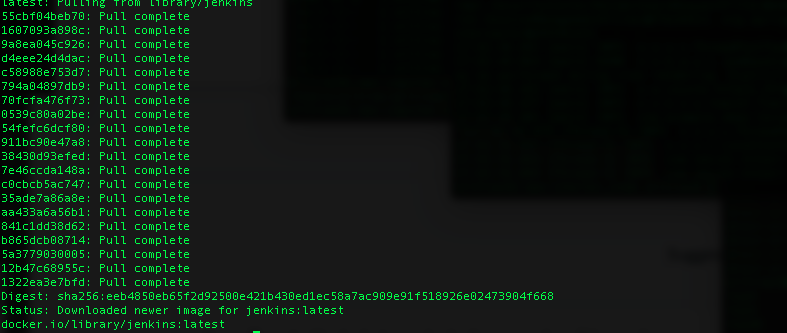 latest: Pulling from library/jenkins
55cbf04beb70: Pull complete
1607093a898c: Pull complete
9a8ea045c926: Pull complete
d4eee24d4dac: Pull complete
c58988e753d7: Pull complete
794a04897db9: Pull complete
70fcfa476f73: Pull complete
0539c80a02be: Pull complete
54fefc6dcf80: Pull complete
911bc90e47a8: Pull complete
38430d93efed: Pull complete
7e46ccda148a: Pull complete
c0cbcb5ac747: Pull complete
35ade7a86a8e: Pull complete
aa433a6a56b1: Pull complete
841c1dd38d62: Pull complete
b865dcb08714: Pull complete
5a3779030005: Pull complete
12b47c68955c: Pull complete
1322ea3e7bfd: Pull complete
Digest: sha256:eeb4850eb65f2d92500e421b430ed1ec58a7ac909e91f518926e02473904f668
Status: Downloaded newer image for jenkins:latest
docker.io/library/jenkins:latest